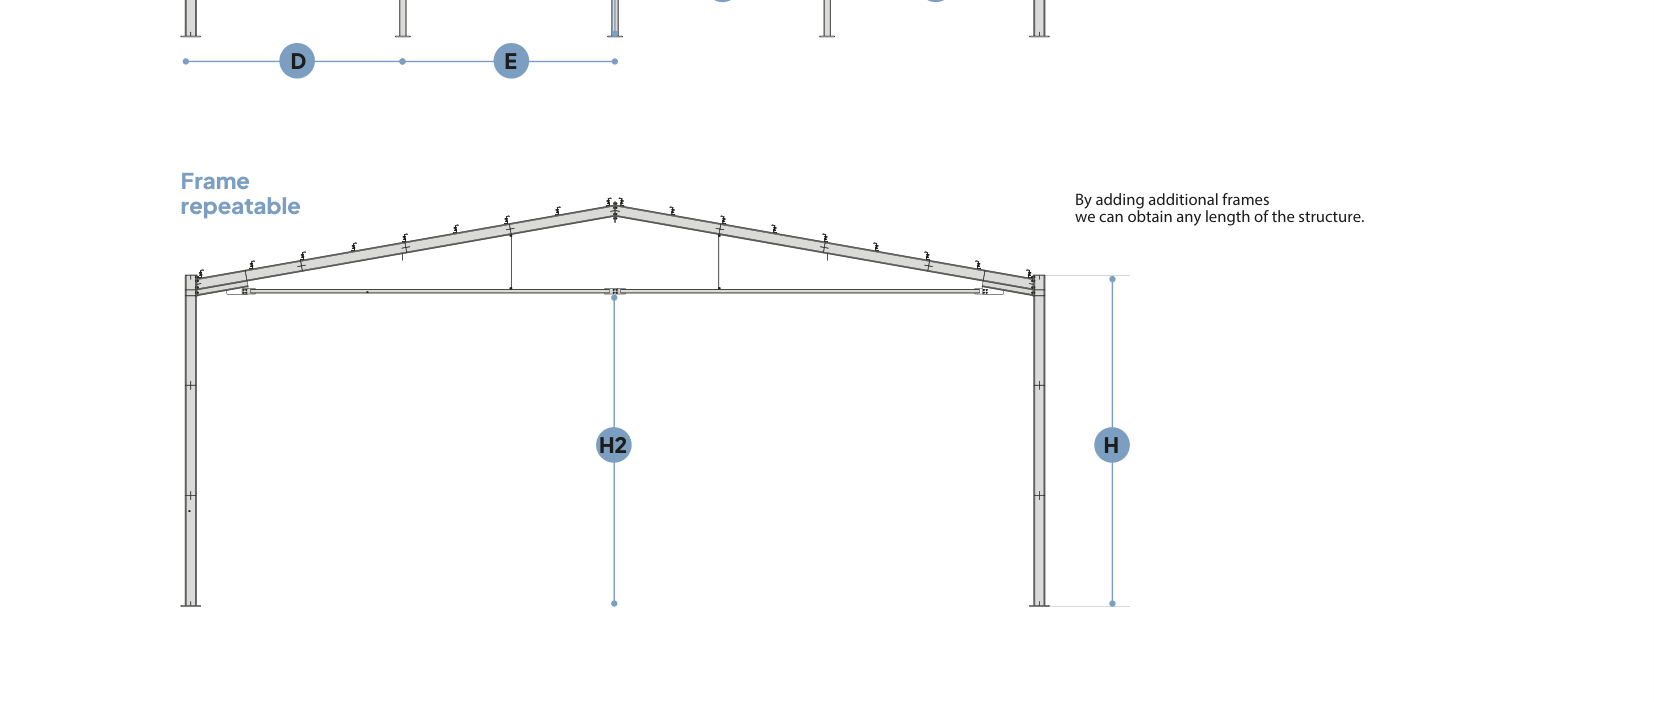 D
E
Frame
repeatable
By adding additional frames
we can obtain any length of the structure.
H2
H